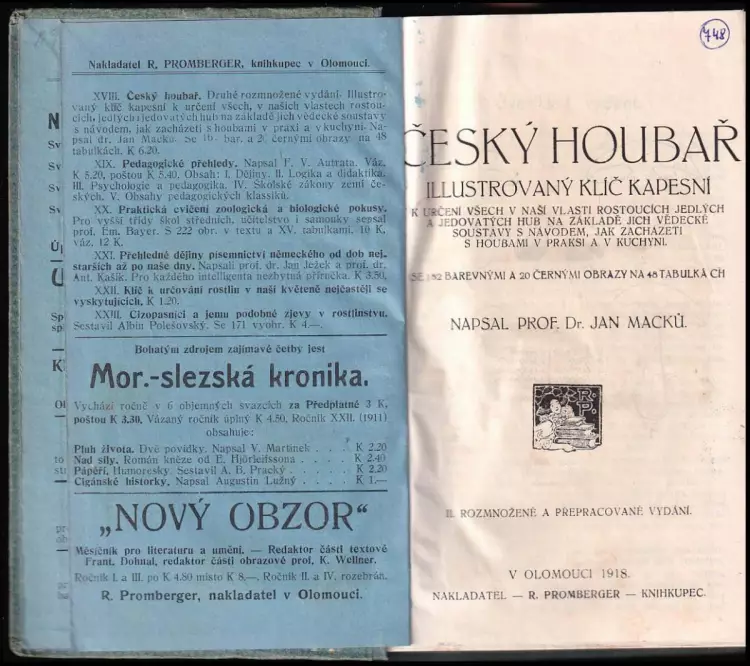 Nakladatel R. PROMBERGER, knihkupec v Olomouci.
XVIII. Český houbař. Druhé rozmnožené vydání. Illustro-
vaný klíč kapesní k určení všech, v našich vlastech rostou-
cích, jedlých i jedovatých hub na základě jich vědecké soustavy
s návodem, jak zacházeti s houbami v praxi a v kuchyni. Na-
psal dr. Jan Macků. Se bar. a 20 černými obrazy na 48
tabulkách. K 6.20.
XIX. Pedagogické přehledy. Napsal F. V. Autrata. Váz.
K 5.20, poštou K 5.40. Obsah: I. Dějiny. II. Logika a didaktika.
III. Psychologie a pedagogika. IV. Školské zákony zemí če-
ských. V. Obsahy pedagogických klassiků.
XX. Praktická cvičení zoologická a biologické pokusy.
Pro vyšší třídy škol středních, učitelstvo i samouky sepsal
prof. Em. Bayer. S 222 obr. v textu a XV. tabulkami. 10 K,
váz. 12 K.
XXI. Přehledné dějiny písemnictví německého od dob nej-
starších až po naše dny. Napsali prof. dr. Jan Ježek a prof. dr.
Ant. Kašík. Pro každého intelligenta nezbytná příručka. K 3.50.
XXII. Klíč k určování rostlin v naší květeně nejčastěji se
vyskytujících, K 1.20.
XXIII. Cizopasníci a jemu podobné zjevy v rostlinstvu.
Sestavil Albín Polešovský. Se 171 vyobr. K 4.—.
Bohatým zdrojem zajímavé četby jest
Mor.-slezská kronika.
Vychází ročně v 6 objemných svazcích za Předplatné 3 K,
poštou K 3.30, Vázaný ročník úplný K 4.50. Ročník XXII. (1911)
obsahuje:
Pluh života. Dvě povídky. Napsal V. Martínek . . . . K 2.20
Nad síly. Román kněze od E. Hjörleifssona . . . . K 2.40
Pápěří, Humoresky. Sestavil A. B. Pracký . . . . K 2.20
Cigánské historky. Napsal Augustin Lužný . . . . K 1.—
„NOVÝ OBZOR“
Měsíčník pro literaturu a umění. — Redaktor části textové
Frant. Dohnal, redaktor části obrazové prof. K. Wellner.
Ročník I. a III. po K 4.80 místo K 8.—. Ročník II. a IV. rozebrán.
R. Promberger, nakladatel v Olomouci.
748
ČESKÝ HOUBAŘ
ILLUSTROVANÝ KLÍČ KAPESNÍ
K URČENÍ VŠECH V NAŠÍ VLASTI ROSTOUCÍCH JEDLÝCH
A JEDOVATÝCH HUB NA ZÁKLADĚ JICH VĚDECKÉ
SOUSTAVY S NÁVODEM, JAK ZACHÁZETI
S HOUBAMI V PRAKSI A V KUCHYNI.
SE 182 BAREVNÝMI A 20 ČERNÝMI OBRAZY NA 48 TABULKÁCH
NAPSAL PROF. Dr. JAN MACKŮ.
R. P.
III. ROZMNOŽENÉ A PŘEPRACOVANÉ VYDÁNÍ.
V OLOMOUCI 1918.
NAKLADATEL — R. PROMBERGER — KNIHKUPEC.